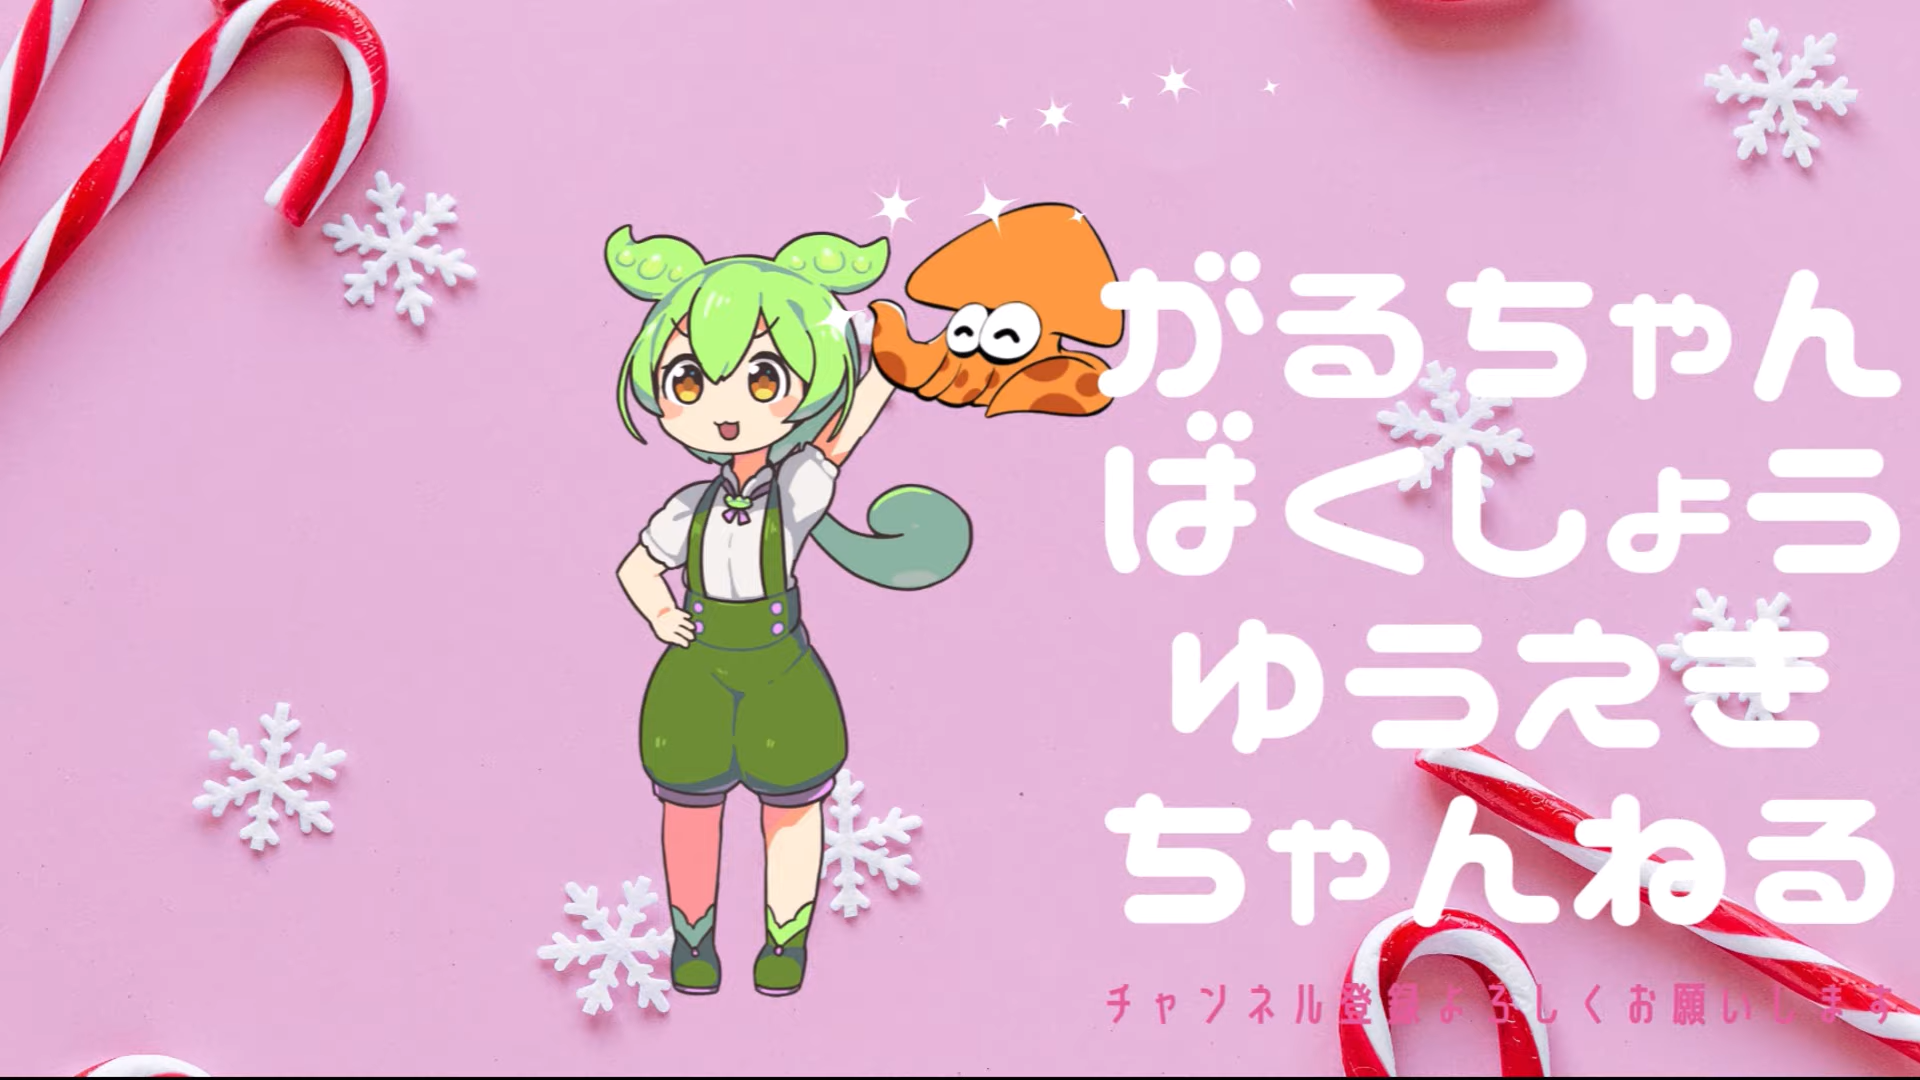 がるちゃん
ばくしょう
ゆうえき
ちゃんねる
チャンネル登録よろしくお願いします